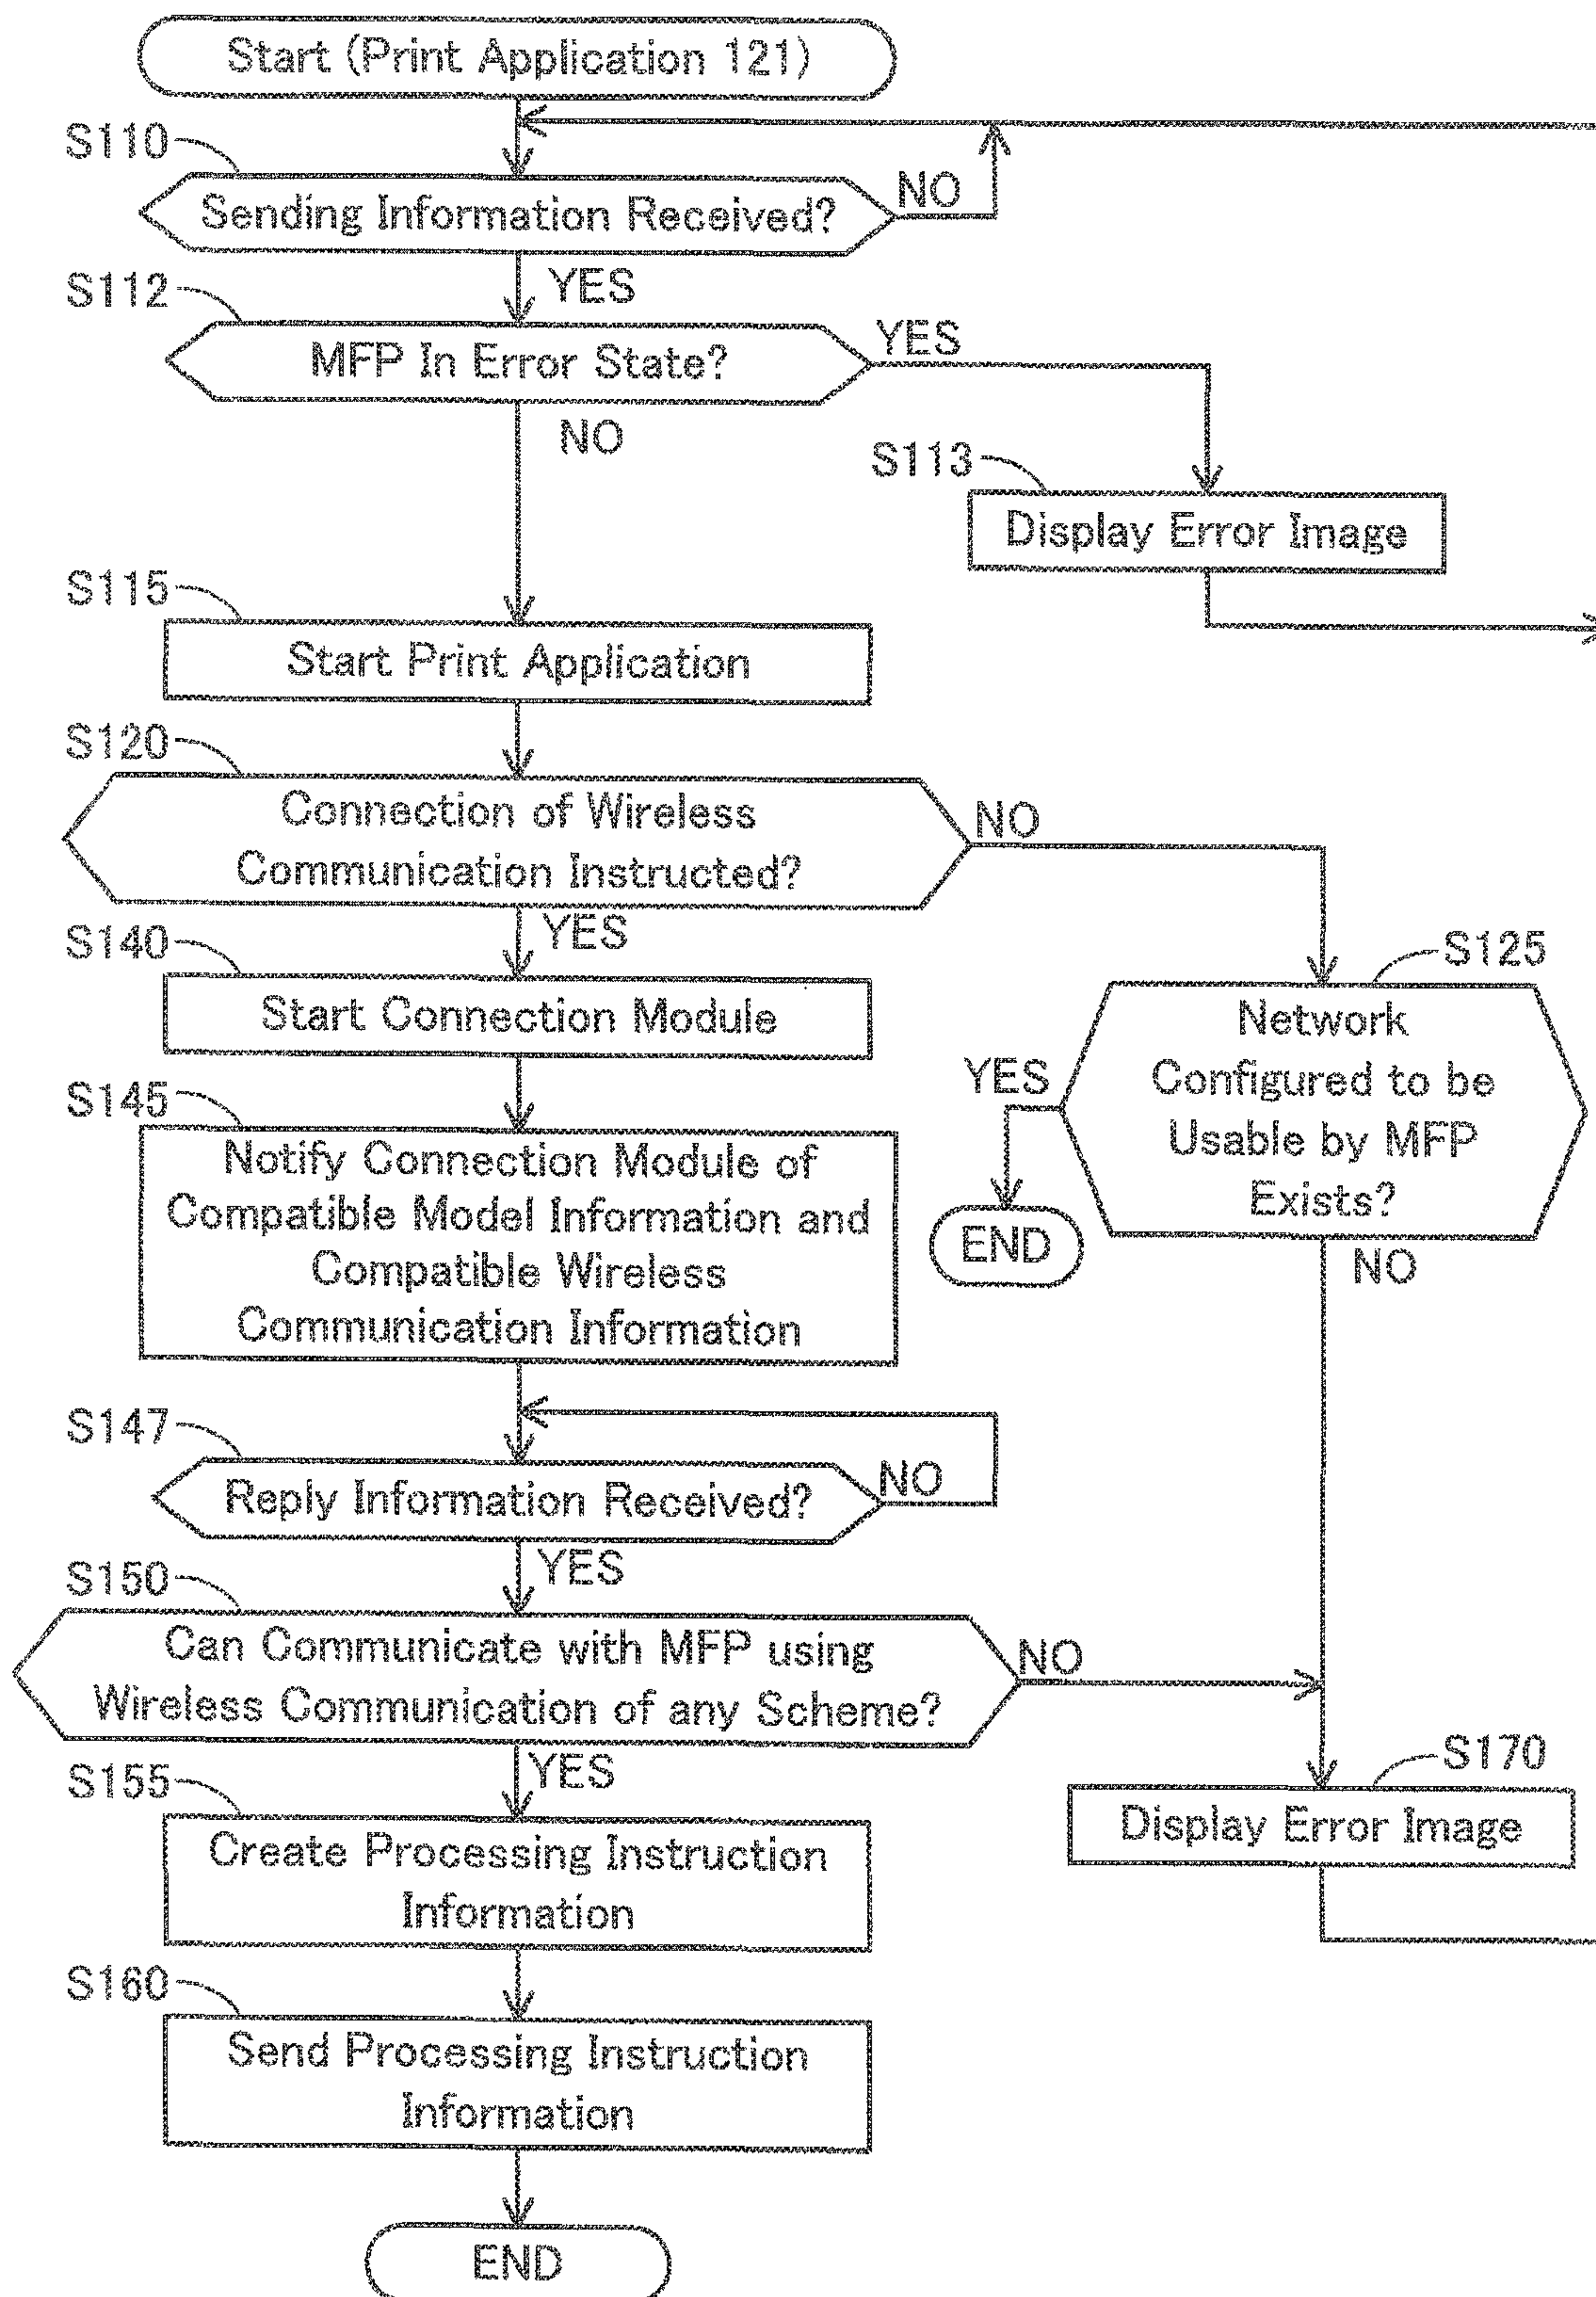 Start (Print Application 121)
S110
Sending Information Received?
NO
YES
S112
MFP In Error State?
YES
NO
S113
Display Error Image
S115
Start Print Application
S120
Connection of Wireless
Communication Instructed?
NO
YES
S140
Start Connection Module
S125
Network
Configured to be
Usable by MFP
Exists?
YES
END
NO
S145
Notify Connection Module of
Compatible Model Information and
Compatible Wireless
Communication Information
S147
Reply Information Received?
NO
YES
S150
Can Communicate with MFP using
Wireless Communication of any Scheme?
NO
YES
S170
Display Error Image
S155
Create Processing Instruction
Information
S160
Send Processing Instruction
Information
END